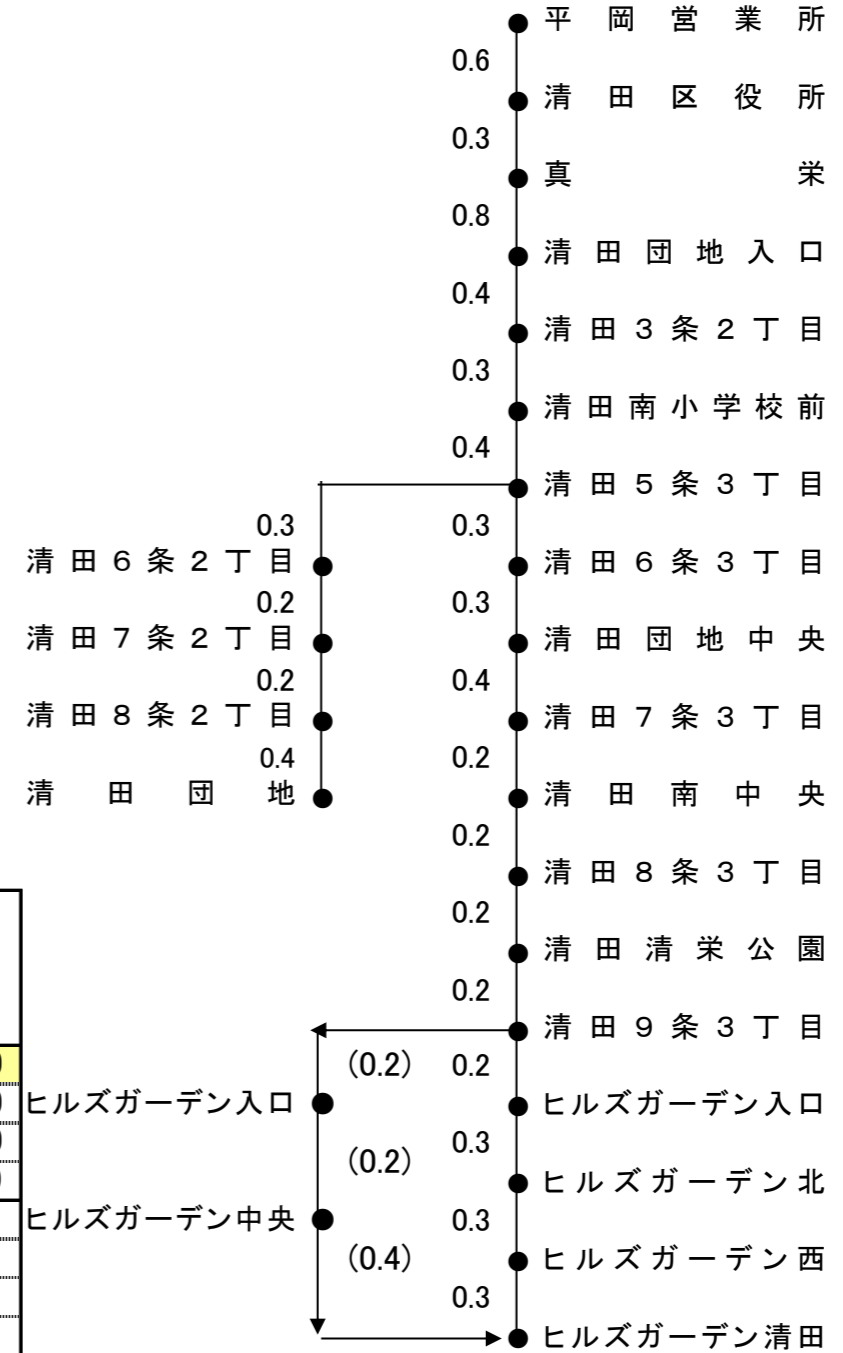 平岡営業所
0.6
清田区役所
0.3
真栄
0.8
清田団地入口
0.4
清田3条2丁目
0.3
清田南小学校前
0.4
清田5条3丁目
0.3 0.3
清田6条2丁目 清田6条3丁目
0.2 0.3
清田7条2丁目 清田団地中央
0.2 0.4
清田8条2丁目 清田7条3丁目
0.4 0.2
清田団地 清田南中央
0.2
清田8条3丁目
0.2
清田清栄公園
0.2
清田9条3丁目
(0.2) 0.2
ヒルズガーデン入口 ヒルズガーデン入口
(0.2) 0.3
ヒルズガーデン北
ヒルズガーデン中央 0.3
(0.4) ヒルズガーデン西
0.3
ヒルズガーデン清田